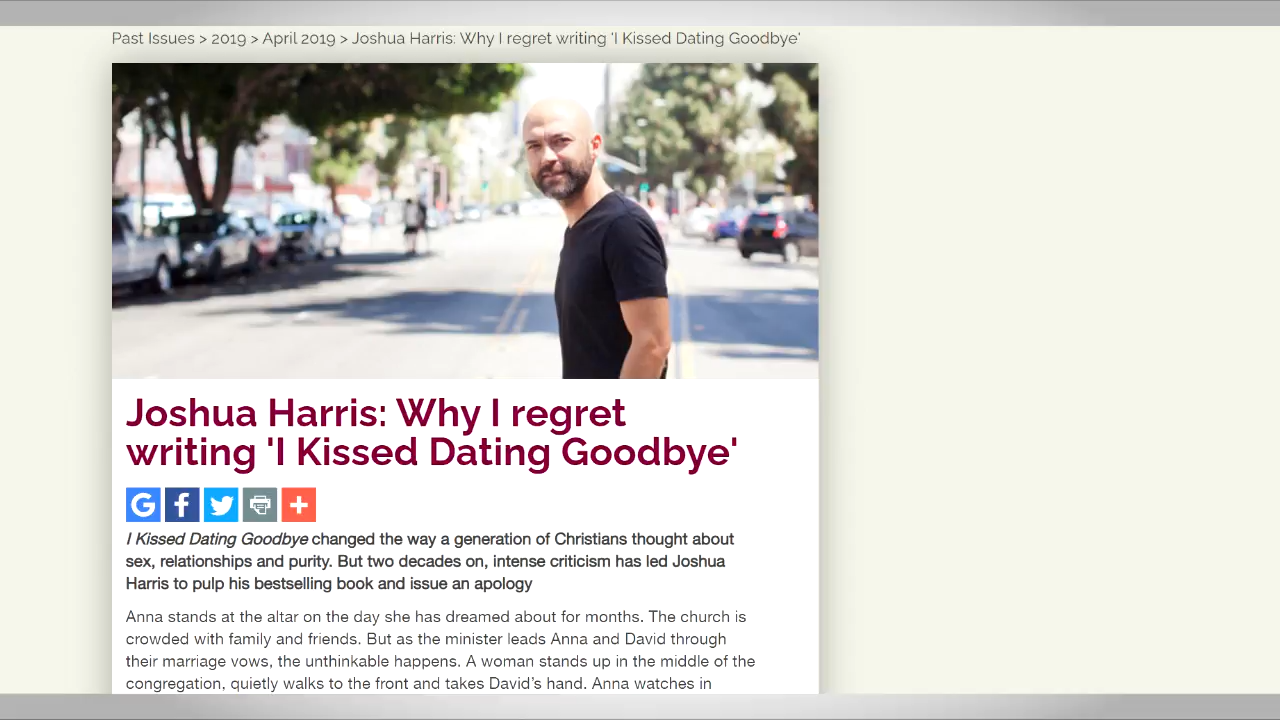 Past Issues > 2019 > April 2019 > Joshua Harris: Why I regret writing 'I Kissed Dating Goodbye'
Joshua Harris: Why I regret
writing 'I Kissed Dating Goodbye'
I Kissed Dating Goodbye changed the way a generation of Christians thought about
sex, relationships and purity. But two decades on, intense criticism has led Joshua
Harris to pulp his bestselling book and issue an apology
Anna stands at the altar on the day she has dreamed about for months. The church is
crowded with family and friends. But as the minister leads Anna and David through
their marriage vows, the unthinkable happens. A woman stands up in the middle of the
congregation, quietly walks to the front and takes David’s hand. Anna watches in